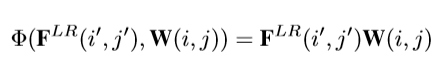 Φ(F^{LR}(i′, j′), W(i, j)) = F^{LR}(i′, j′)W(i, j)